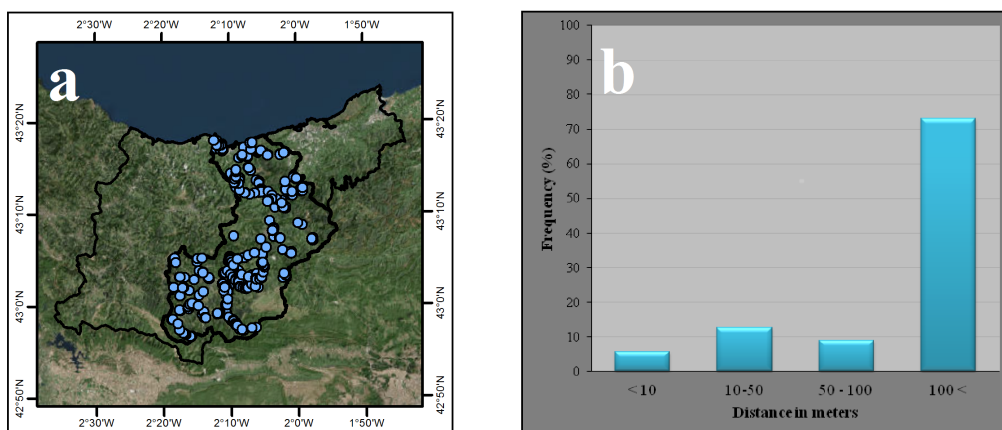 2°30'W 2°20'W 2°10'W 2°0'W 1°50'W
a
43°20'N 43°20'N
43°10'N 43°10'N
43°0'N 43°0'N
42°50'N 42°50'N
2°30'W 2°20'W 2°10'W 2°0'W 1°50'W
b
100
90
80
70
60
50
40
30
20
10
0
Frequency (%)
< 10 10-50 50 - 100 100 <
Distance in meters